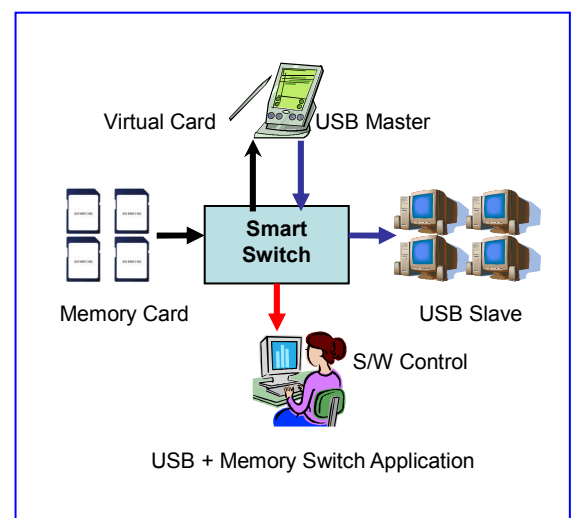 Virtual Card
USB Master
Smart
Switch
Memory Card
USB Slave
S/W Control
USB + Memory Switch Application